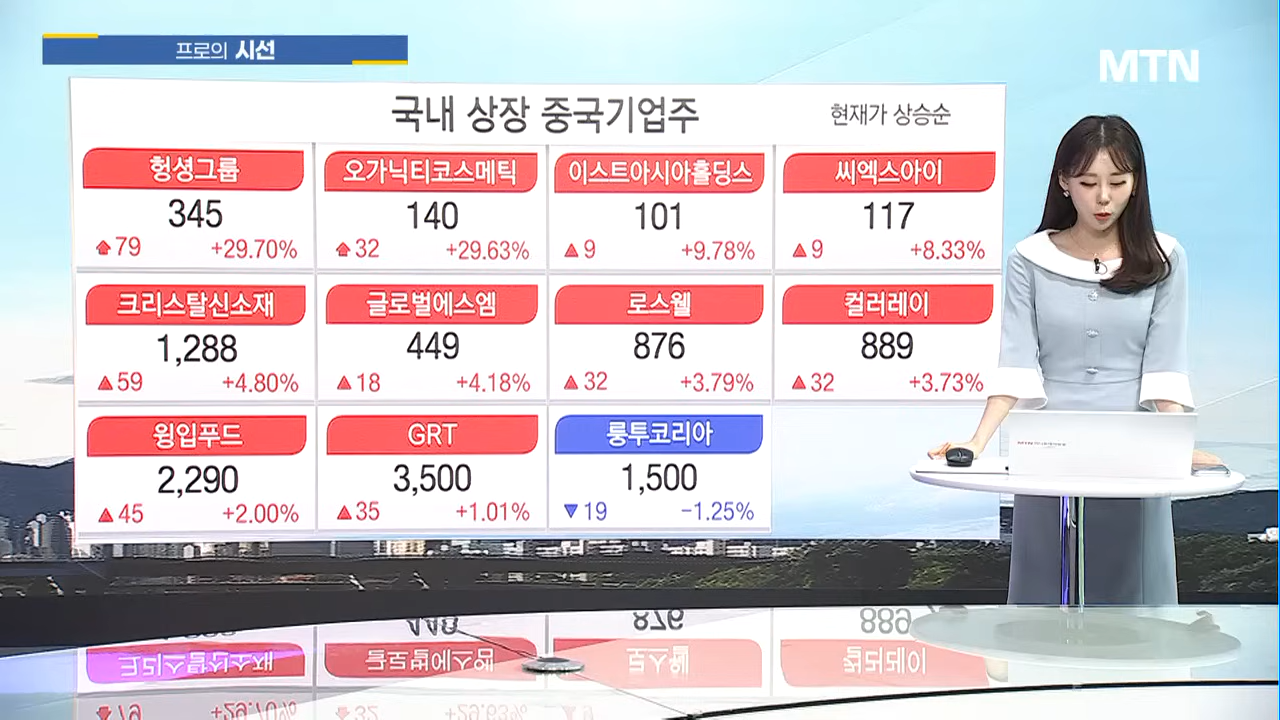 프로의 시선
MTN
국내 상장 중국기업주
현재가 상승순
헝셩그룹
345
▲79 +29.70%
오가닉티코스메틱
140
▲32 +29.63%
이스트아시아홀딩스
101
▲9 +9.78%
씨엑스아이
117
▲9 +8.33%
크리스탈신소재
1,288
▲59 +4.80%
글로벌에스엠
449
▲18 +4.18%
로스웰
876
▲32 +3.79%
컬러레이
889
▲32 +3.73%
윙입푸드
2,290
▲45 +2.00%
GRT
3,500
▲35 +1.01%
룽투코리아
1,500
▼19 -1.25%